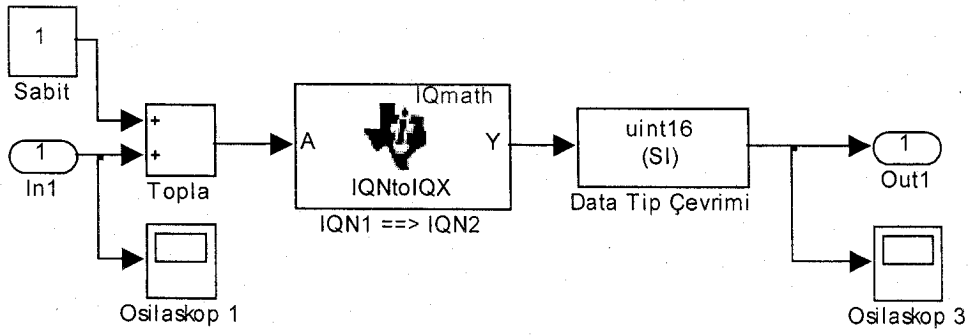 1
Sabit
1
In1
+
+
Topla
Osilaskop 1
IQmath
A
Y
IQNtoIQX
IQN1 ==> IQN2
uint16
(SI)
Data Tip Çevrimi
1
Out1
Osilaskop 3